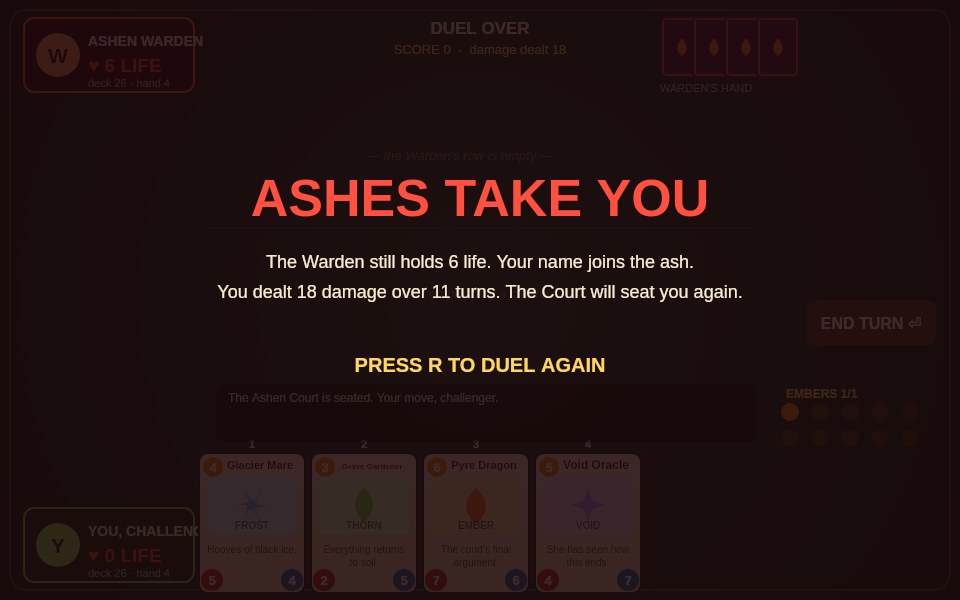 W
ASHEN WARDEN
♥ 6 LIFE
deck 26 · hand 4
DUEL OVER
SCORE 0 · damage dealt 18
WARDEN'S HAND
— the Warden's row is empty —
ASHES TAKE YOU
The Warden still holds 6 life. Your name joins the ash.
You dealt 18 damage over 11 turns. The Court will seat you again.
END TURN ⏎
PRESS R TO DUEL AGAIN
The Ashen Court is seated. Your move, challenger.
EMBERS 1/1
1 2 3 4
4 Glacier Mare
FROST
Hooves of black ice.
5 4
3 Grave Gardener
THORN
Everything returns
to soil.
2 5
6 Pyre Dragon
EMBER
The court's final
argument.
7 6
5 Void Oracle
VOID
She has seen how
this ends.
4 7
Y
YOU, CHALLEN
♥ 0 LIFE
deck 26 · hand 4